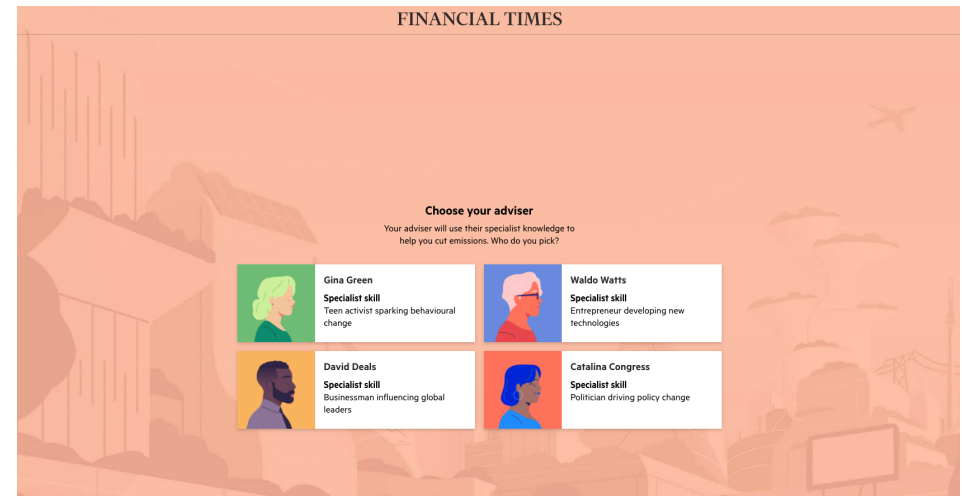 FINANCIAL TIMES
Choose your adviser
Your adviser will use their specialist knowledge to
help you cut emissions. Who do you pick?
Gina Green
Specialist skill
Teen activist sparking behavioural
change
Waldo Watts
Specialist skill
Entrepreneur developing new
technologies
David Deals
Specialist skill
Businessman influencing global
leaders
Catalina Congress
Specialist skill
Politician driving policy change